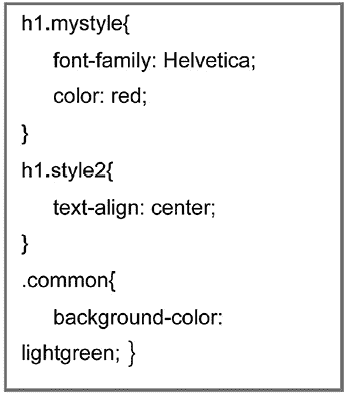 h1.mystyle{
font-family: Helvetica;
color: red;
}
h1.style2{
text-align: center;
}
.common{
background-color:
lightgreen; }